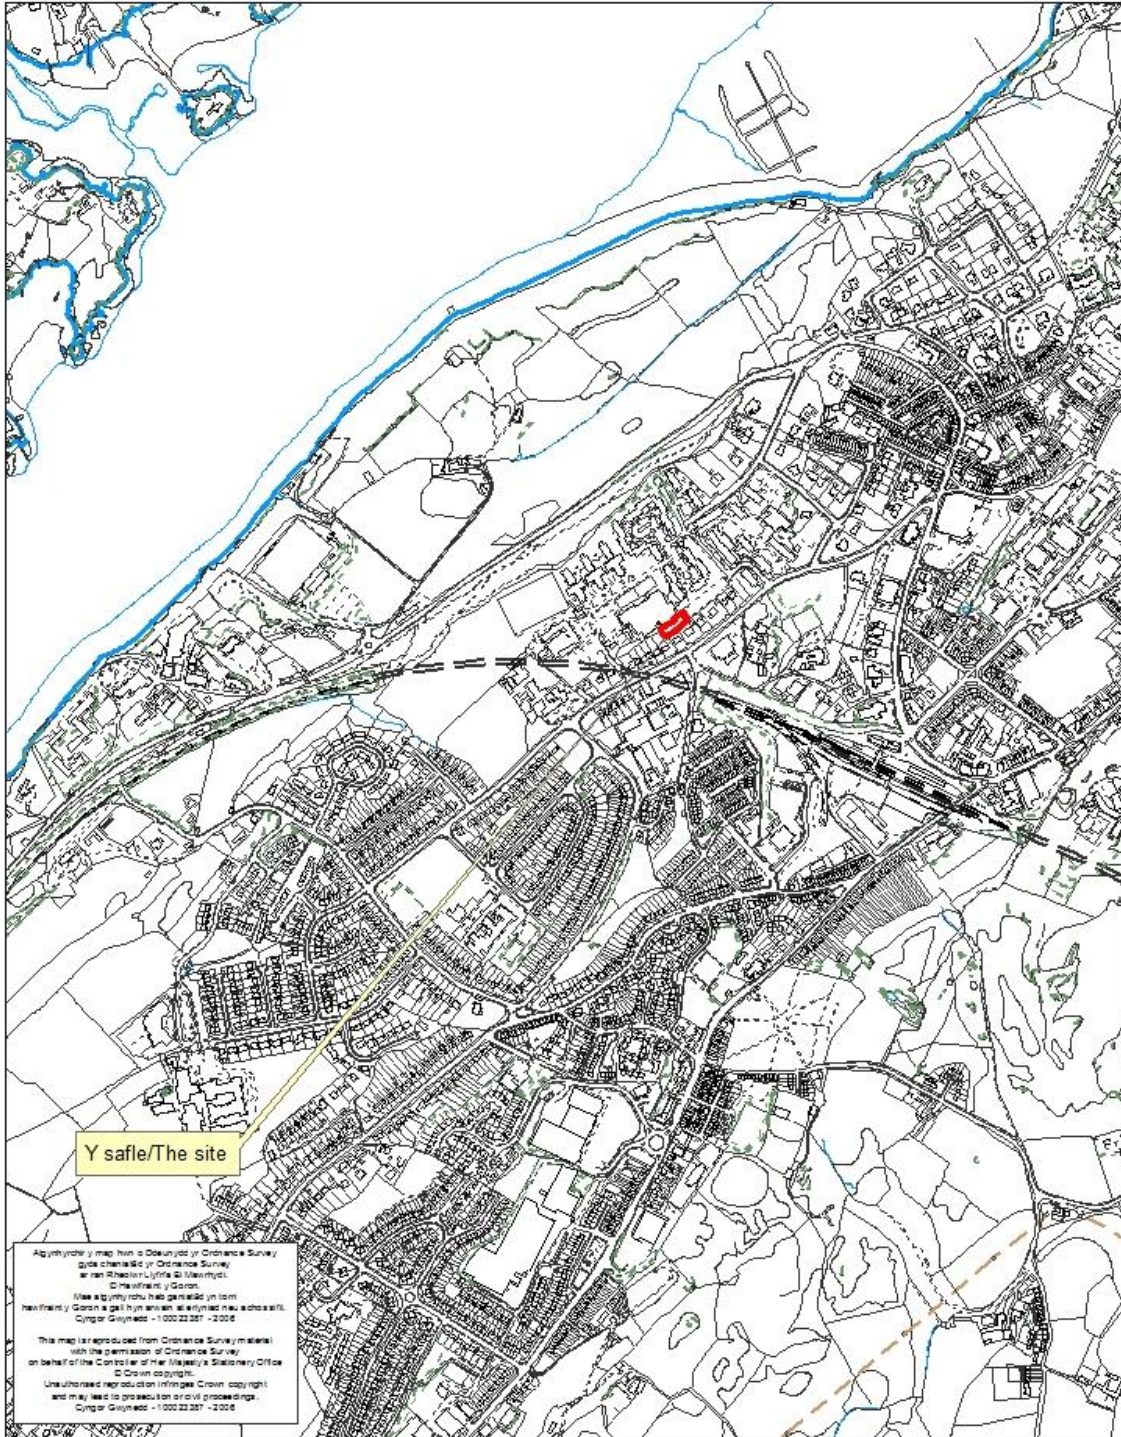 Y safle/The site
Algynhyrchir y map hwn o Ddeunydd yr Ordnance Survey
gyda chaniatâd yr Ordnance Survey
ar ran Rheolwr Llyfrfa Ei Mawrhydi.
© Hawlfraint y Goron.
Mae atgynhyrchu heb ganiatâd yn torri
hawlfraint y Goron a gall hyn arwain at erlyniad neu achos sifil.
Cyngor Gwynedd - 100023387 - 2008
This map is reproduced from Ordnance Survey material
with the permission of Ordnance Survey
on behalf of the Controller of Her Majesty's Stationery Office
© Crown copyright.
Unauthorised reproduction infringes Crown copyright
and may lead to prosecution or civil proceedings.
Cyngor Gwynedd - 100023387 - 2008